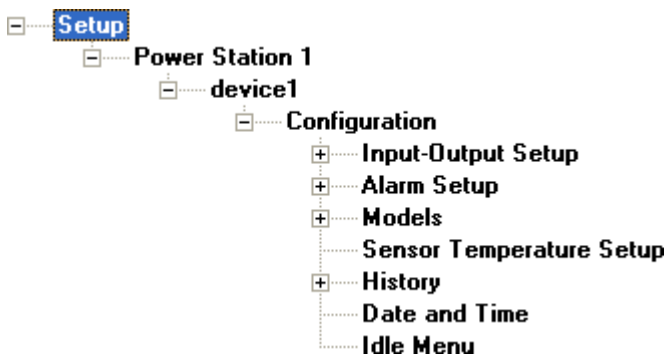 Setup
Power Station 1
device1
Configuration
Input-Output Setup
Alarm Setup
Models
Sensor Temperature Setup
History
Date and Time
Idle Menu